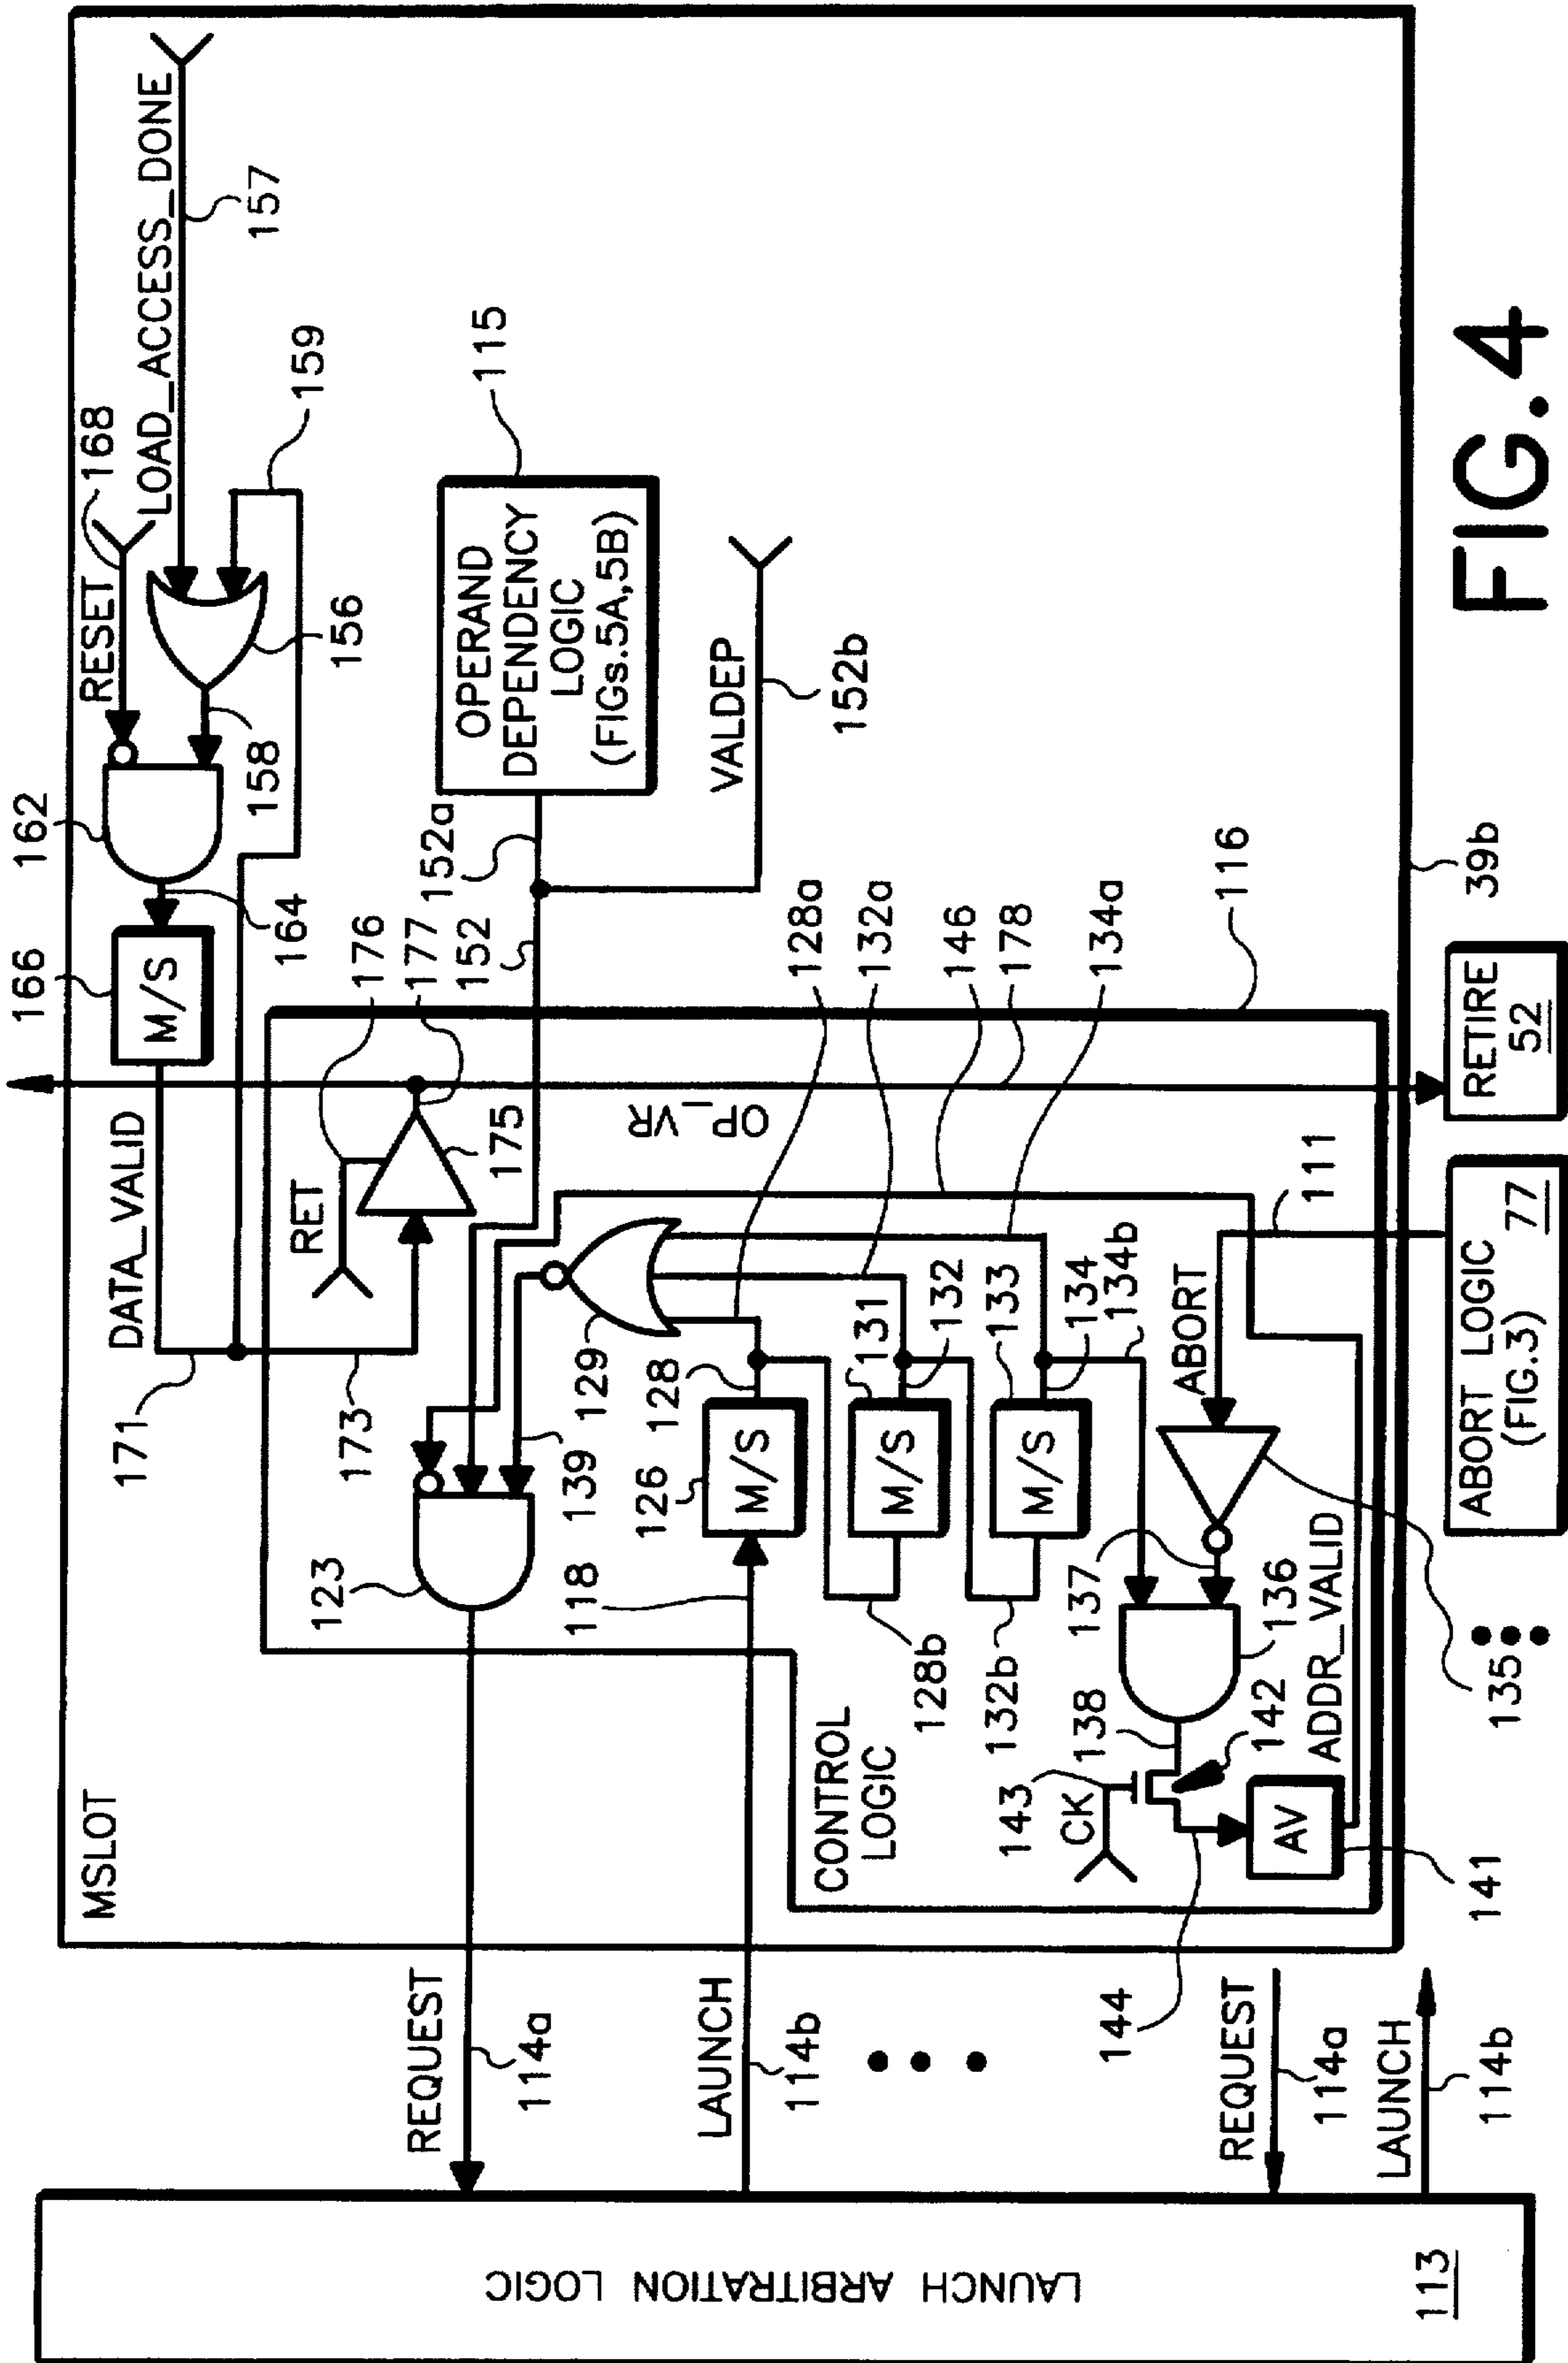 MSLOT
162
RESET
168
LOAD_ACCESS_DONE
157
166
M/S
164
158
156
159
DATA_VALID
171
176
177
RET
175
173
152
152a
OPERAND
DEPENDENCY
LOGIC
(FIGs.5A,5B)
115
VALDEP
152b
OP_VR
123
139
129
118
126
M/S
128
128a
128b
131
M/S
132
132a
132b
133
M/S
134
134a
134b
146
178
116
39b
CONTROL
LOGIC
137
138
136
135
ABORT
111
143
CK
142
AV
141
144
ADDR_VALID
REQUEST
114a
LAUNCH
114b
REQUEST
114a
LAUNCH
114b
LAUNCH ARBITRATION LOGIC
113
ABORT LOGIC
(FIG.3)
77
RETIRE
52
FIG.4